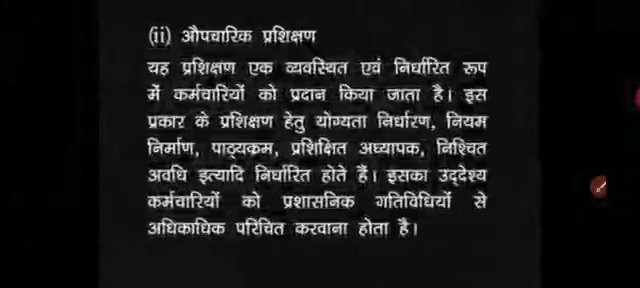 (ii) औपचारिक प्रशिक्षण
यह प्रशिक्षण एक व्यवस्थित एवं निर्धारित रूप
में कर्मचारियों को प्रदान किया जाता है। इस
प्रकार के प्रशिक्षण हेतु योग्यता निर्धारण, नियम
निर्माण, पाठ्यक्रम, प्रशिक्षित अध्यापक, निश्चित
अवधि इत्यादि निर्धारित होते हैं। इसका उद्देश्य
कर्मचारियों को प्रशासनिक गतिविधियों से
अधिकाधिक परिचित करवाना होता है।